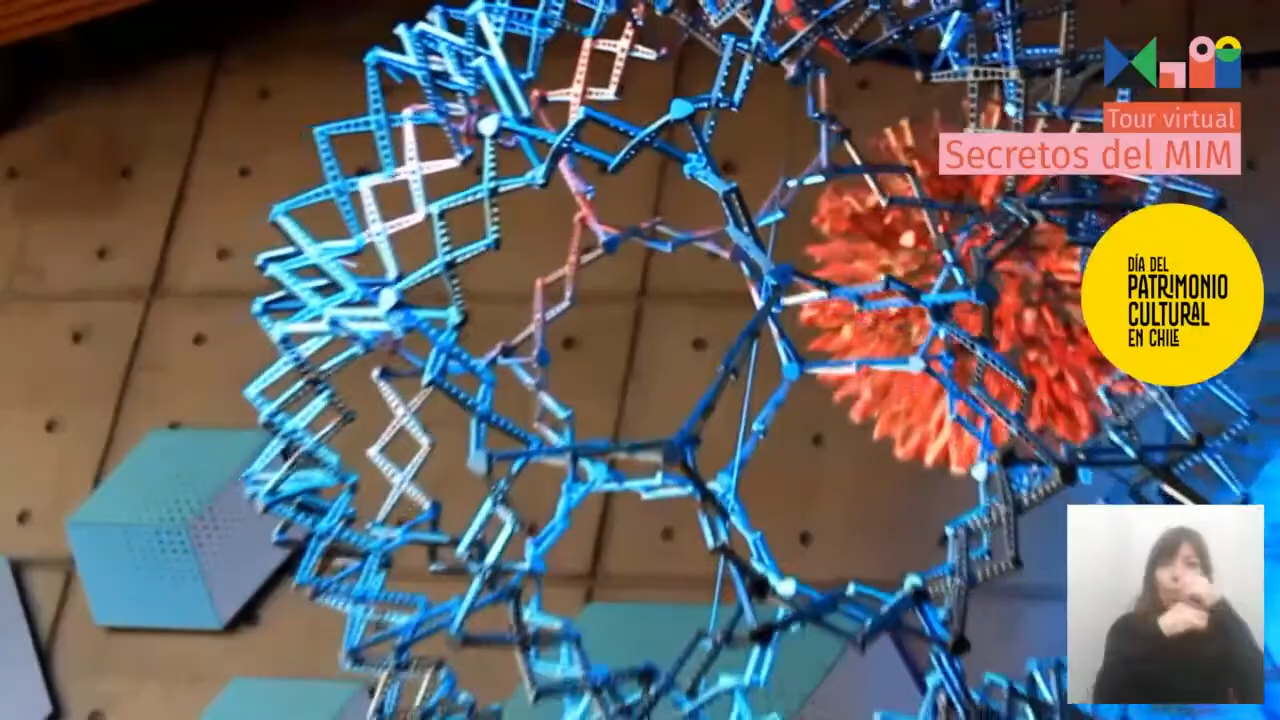 Tour virtual
Secretos del MIM
DÍA DEL
PATRIMONIO
CULTURAL
EN CHILE